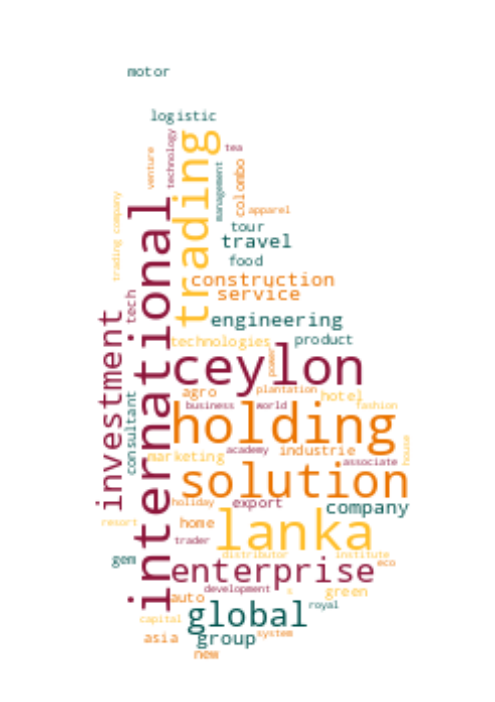 motor
logistic
technology
venture
trading
tea
management
colombo
apparel
trading company
international
tour
travel
food
construction
service
tech
investment
engineering
technologies
product
power
ceylon
consultant
agro
plantation
hotel
business
world
fashion
holding
house
marketing
academy
industrie
associate
solution
holiday
export
company
resort
home
lanka
trader
distributor
institute
gem
enterprise
eco
development
s
green
auto
global
royal
capital
asia
group
system
new